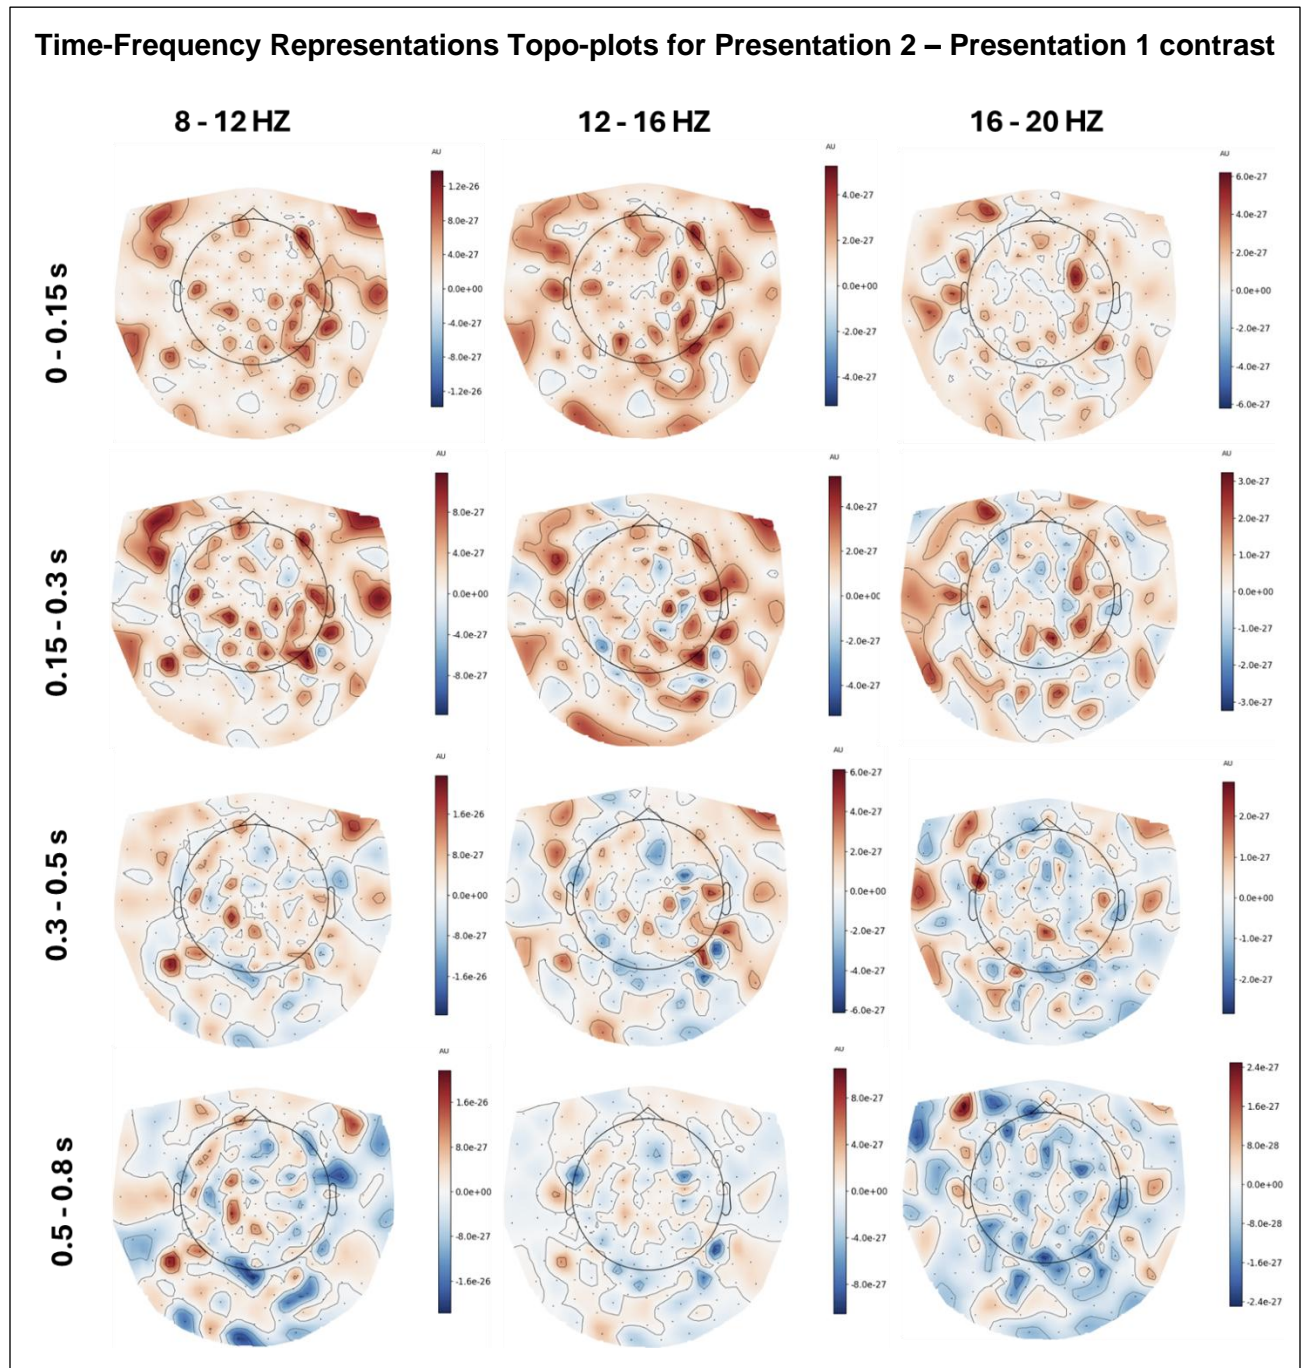 Time-Frequency Representations Topo-plots for Presentation 2 – Presentation 1 contrast
8 - 12 HZ
12 - 16 HZ
16 - 20 HZ
0 - 0.15 s
AU
1.2e-26
8.0e-27
4.0e-27
0.0e+00
-4.0e-27
-8.0e-27
-1.2e-26
AU
4.0e-27
2.0e-27
0.0e+00
-2.0e-27
-4.0e-27
AU
6.0e-27
4.0e-27
2.0e-27
0.0e+00
-2.0e-27
-4.0e-27
-6.0e-27
0.15 - 0.3 s
AU
8.0e-27
4.0e-27
0.0e+00
-4.0e-27
-8.0e-27
AU
4.0e-27
2.0e-27
0.0e+0
-2.0e-27
-4.0e-27
AU
3.0e-27
2.0e-27
1.0e-27
0.0e+00
-1.0e-27
-2.0e-27
-3.0e-27
0.3 - 0.5 s
AU
1.6e-26
8.0e-27
0.0e+00
-8.0e-27
-1.6e-26
AU
6.0e-27
4.0e-27
2.0e-27
0.0e+00
-2.0e-27
-4.0e-27
-6.0e-27
AU
2.0e-27
1.0e-27
0.0e+00
-1.0e-27
-2.0e-27
0.5 - 0.8 s
AU
1.6e-26
8.0e-27
0.0e+00
-8.0e-27
-1.6e-26
AU
8.0e-27
4.0e-27
0.0e+00
-4.0e-27
-8.0e-27
2.4e-27
1.6e-27
8.0e-28
0.0e+00
-8.0e-28
-1.6e-27
-2.4e-27